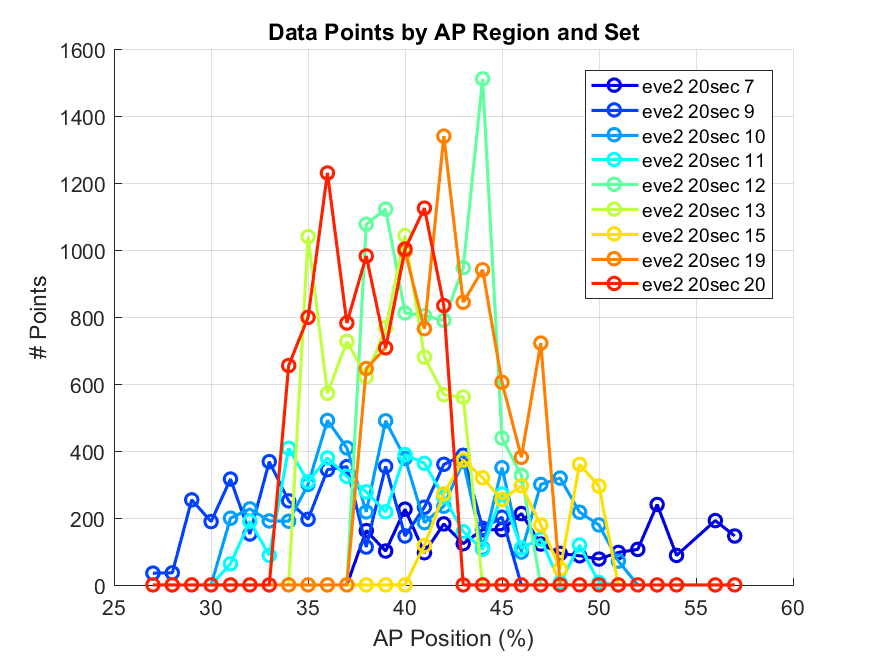 Data Points by AP Region and Set
1600
1400
1200
1000
800
600
400
200
0
# Points
25
30
35
40
45
50
55
60
AP Position (%)
eve2 20sec 7
eve2 20sec 9
eve2 20sec 10
eve2 20sec 11
eve2 20sec 12
eve2 20sec 13
eve2 20sec 15
eve2 20sec 19
eve2 20sec 20